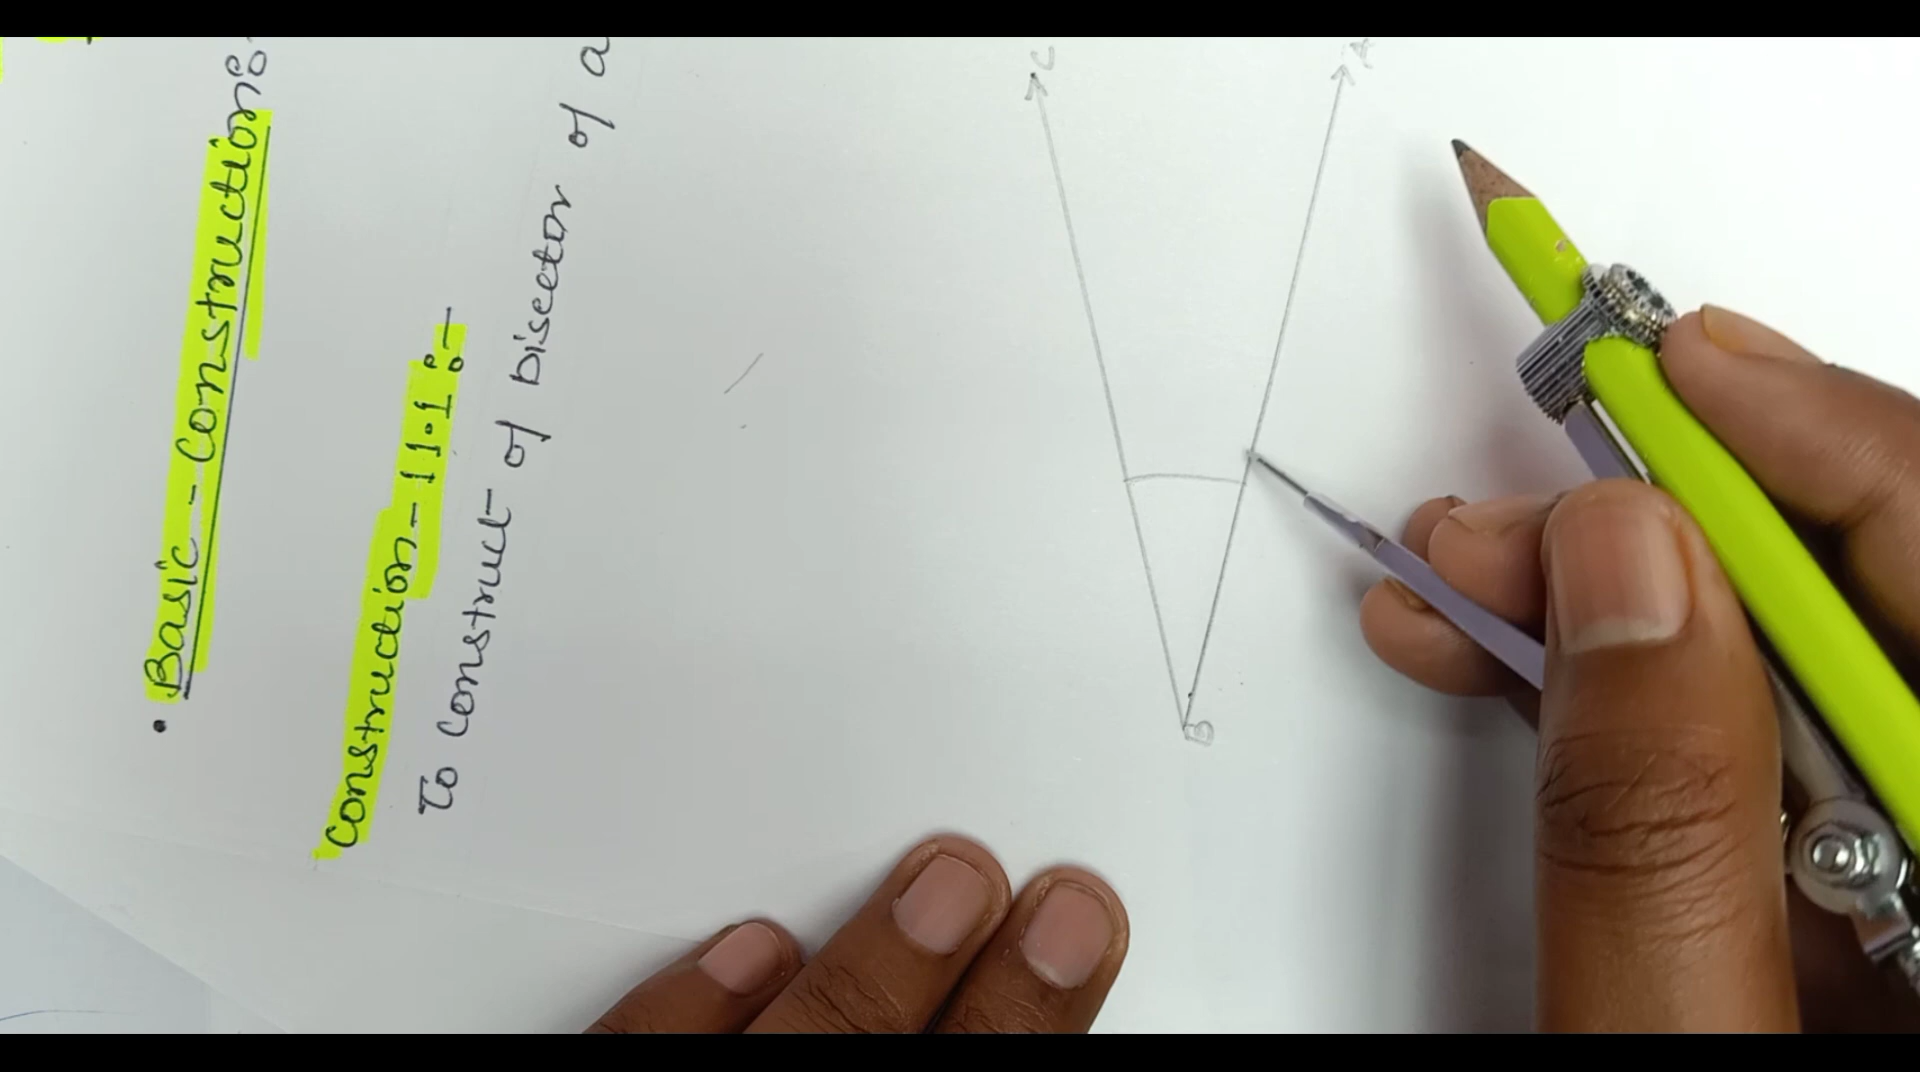 • Basic - Constructions
Construction - 11.1 :-
To construct of Bisector of a
C
A
B